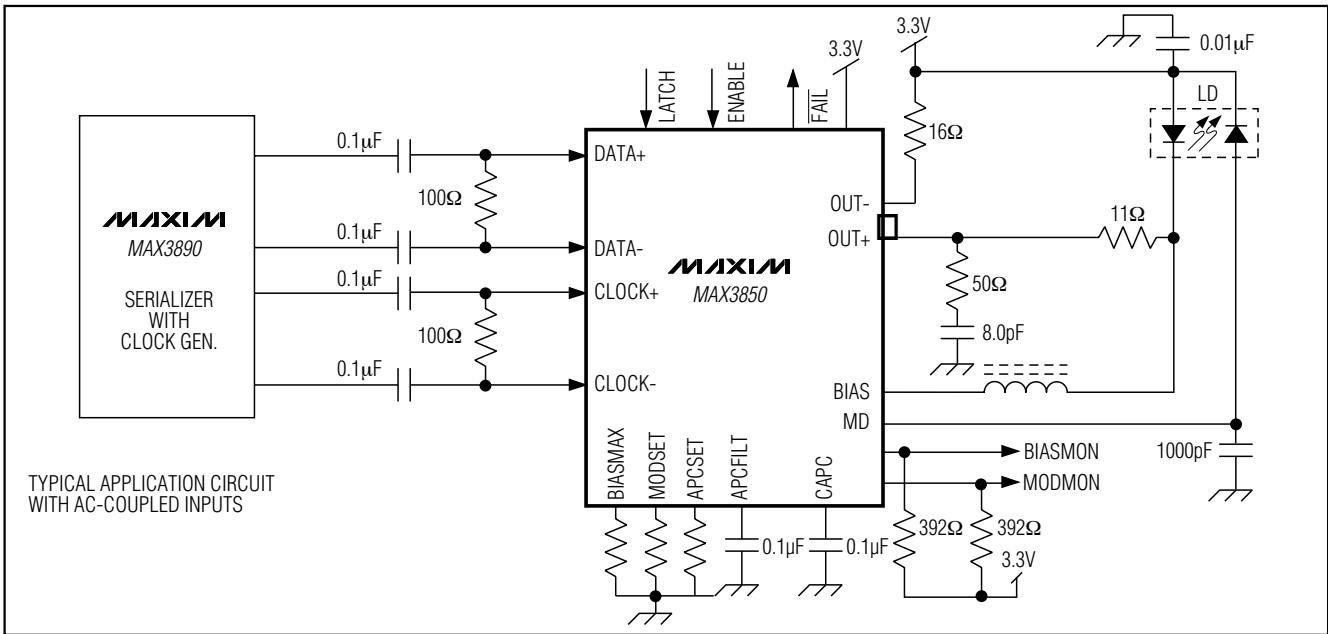 3.3V
0.01μF
3.3V
LATCH
ENABLE
FAIL
LD
0.1μF
16Ω
DATA+
100Ω
OUT-
11Ω
MAXIM
MAX3890
0.1μF
DATA-
OUT+
MAXIM
MAX3850
0.1μF
CLOCK+
50Ω
SERIALIZER
WITH
CLOCK GEN.
100Ω
8.0pF
0.1μF
CLOCK-
BIAS
MD
BIASMON
1000pF
MODMON
TYPICAL APPLICATION CIRCUIT
WITH AC-COUPLED INPUTS
BIASMAX
MODSET
APCSET
APCFILT
CAPC
392Ω
392Ω
0.1μF
0.1μF
3.3V